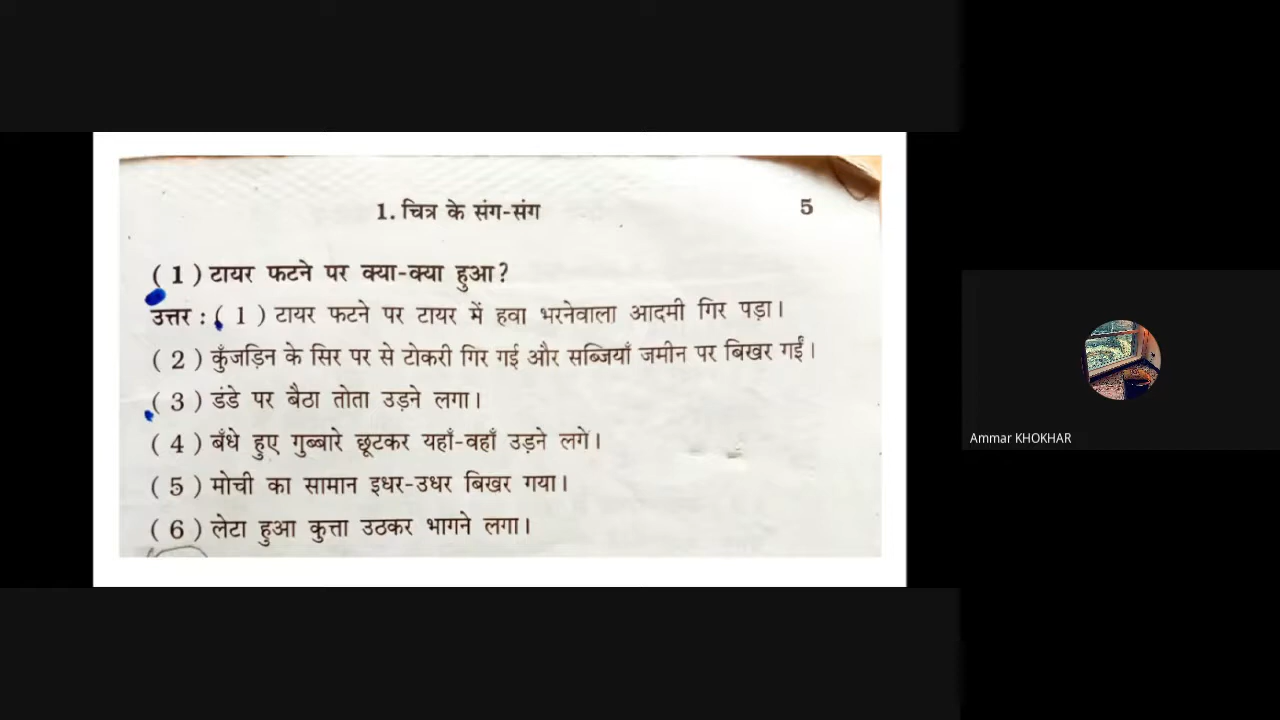 1. चित्र के संग-संग
5
( 1 ) टायर फटने पर क्या-क्या हुआ?
उत्तर : ( 1 ) टायर फटने पर टायर में हवा भरनेवाला आदमी गिर पड़ा।
( 2 ) कुँजड़िन के सिर पर से टोकरी गिर गई और सब्जियाँ जमीन पर बिखर गईं।
( 3 ) डंडे पर बैठा तोता उड़ने लगा।
( 4 ) बँधे हुए गुब्बारे छूटकर यहाँ-वहाँ उड़ने लगे।
( 5 ) मोची का सामान इधर-उधर बिखर गया।
( 6 ) लेटा हुआ कुत्ता उठकर भागने लगा।
Ammar KHOKHAR